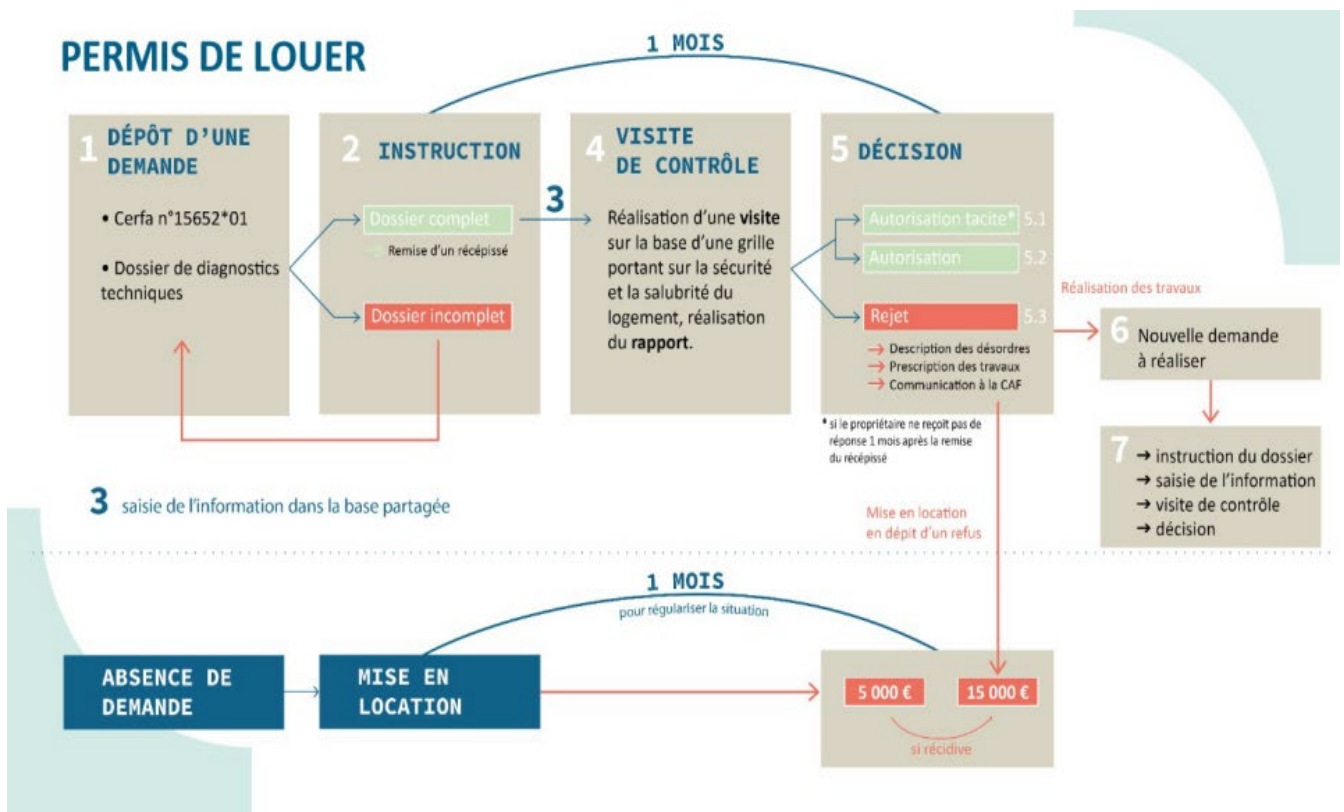 PERMIS DE LOUER
1 MOIS
1 DÉPÔT D’UNE
DEMANDE
• Cerfa n°15652*01
• Dossier de diagnostics
techniques
2 INSTRUCTION
Dossier complet
→ Remise d’un récépissé
Dossier incomplet
3
4 VISITE
DE CONTRÔLE
Réalisation d’une visite
sur la base d’une grille
portant sur la sécurité
et la salubrité du
logement, réalisation
du rapport.
5 DÉCISION
Autorisation tacite* 5.1
Autorisation 5.2
Rejet 5.3
→ Description des désordres
→ Prescription des travaux
→ Communication à la CAF
* si le propriétaire ne reçoit pas de
réponse 1 mois après la remise
du récépissé
Réalisation des travaux
6 Nouvelle demande
à réaliser
7 → instruction du dossier
→ saisie de l’information
→ visite de contrôle
→ décision
3 saisie de l’information dans la base partagée
Mise en location
en dépit d’un refus
1 MOIS
pour régulariser la situation
ABSENCE DE
DEMANDE
MISE EN
LOCATION
5 000 €
15 000 €
si récidive